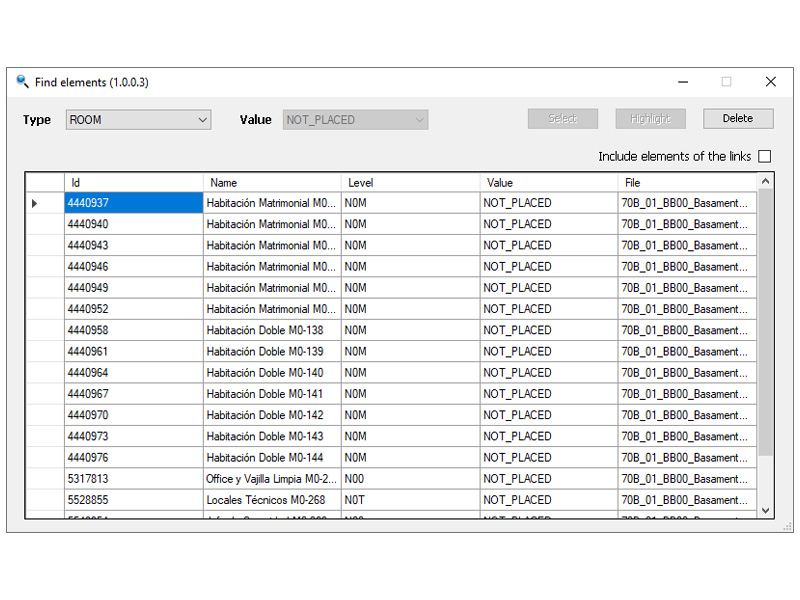 Find elements (1.0.0.3)
Type ROOM Value NOT_PLACED Select Highlight Delete
Include elements of the links
Id Name Level Value File
4440937 Habitación Matrimonial M0... N0M NOT_PLACED 70B_01_BB00_Basament...
4440940 Habitación Matrimonial M0... N0M NOT_PLACED 70B_01_BB00_Basament...
4440943 Habitación Matrimonial M0... N0M NOT_PLACED 70B_01_BB00_Basament...
4440946 Habitación Matrimonial M0... N0M NOT_PLACED 70B_01_BB00_Basament...
4440949 Habitación Matrimonial M0... N0M NOT_PLACED 70B_01_BB00_Basament...
4440952 Habitación Matrimonial M0... N0M NOT_PLACED 70B_01_BB00_Basament...
4440958 Habitación Doble M0-138 N0M NOT_PLACED 70B_01_BB00_Basament...
4440961 Habitación Doble M0-139 N0M NOT_PLACED 70B_01_BB00_Basament...
4440964 Habitación Doble M0-140 N0M NOT_PLACED 70B_01_BB00_Basament...
4440967 Habitación Doble M0-141 N0M NOT_PLACED 70B_01_BB00_Basament...
4440970 Habitación Doble M0-142 N0M NOT_PLACED 70B_01_BB00_Basament...
4440973 Habitación Doble M0-143 N0M NOT_PLACED 70B_01_BB00_Basament...
4440976 Habitación Doble M0-144 N0M NOT_PLACED 70B_01_BB00_Basament...
5317813 Office y Vajilla Limpia M0-2... N00 NOT_PLACED 70B_01_BB00_Basament...
5528855 Locales Técnicos M0-268 N0T NOT_PLACED 70B_01_BB00_Basament...